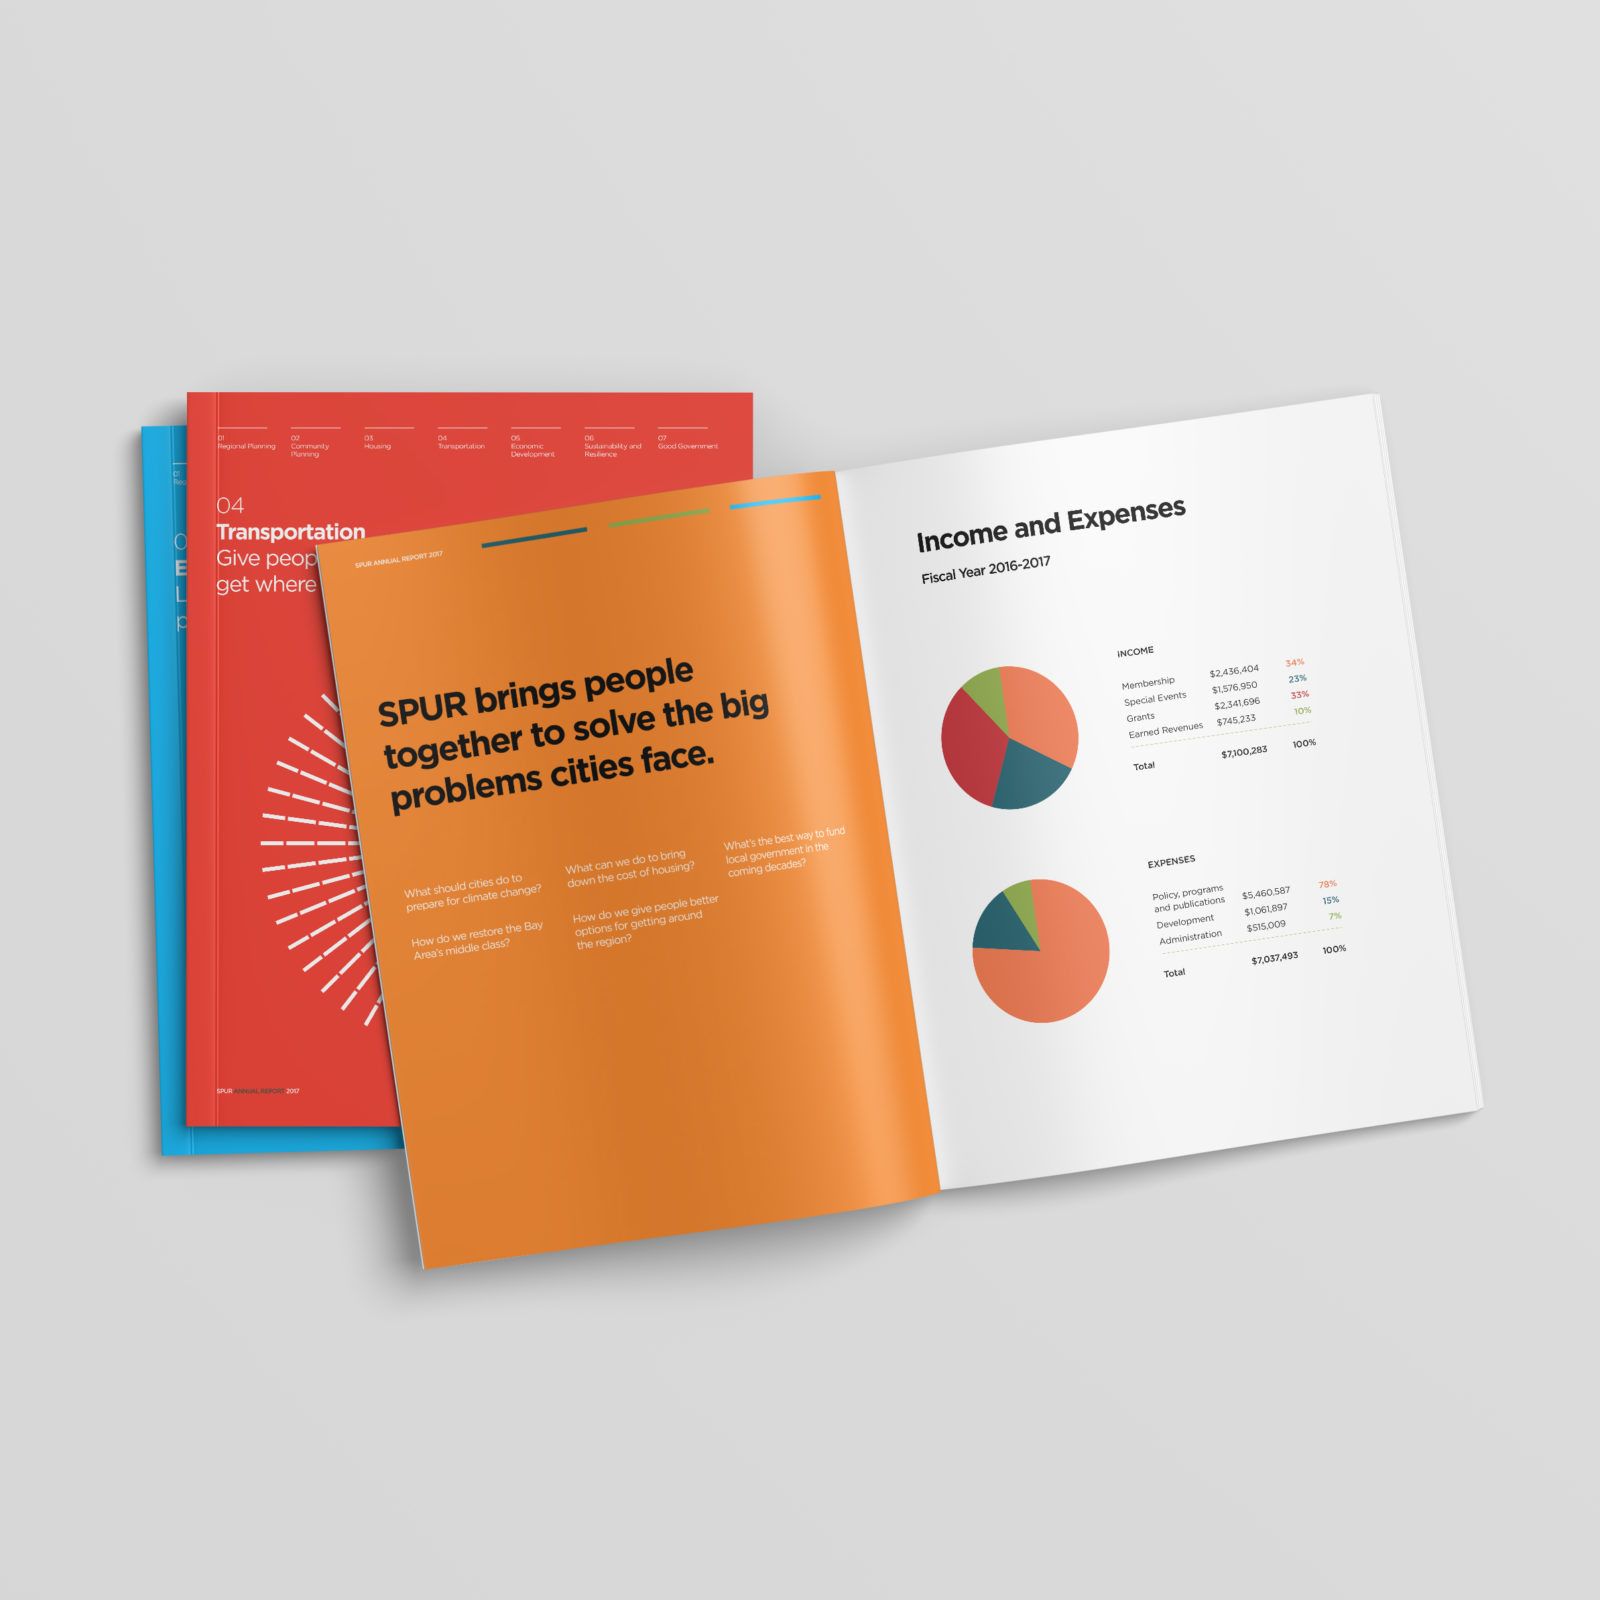 01
Regional Planning
02
Community
Planning
03
Housing
04
Transportation
05
Economic
Development
06
Sustainability and
Resilience
07
Good Government
04
Transportation
Give peop
get where
SPUR ANNUAL REPORT 2017
01
Reg
0
E
L
p
SPUR ANNUAL REPORT 2017
SPUR brings people
together to solve the big
problems cities face.
What should cities do to
prepare for climate change?
How do we restore the Bay
Area's middle class?
What can we do to bring
down the cost of housing?
How do we give people better
options for getting around
the region?
What's the best way to fund
local government in the
coming decades?
Income and Expenses
Fiscal Year 2016-2017
INCOME
Membership $2,436,404 34%
Special Events $1,576,950 23%
Grants $2,341,696 33%
Earned Revenues $745,233 10%
Total $7,100,283 100%
EXPENSES
Policy, programs
and publications $5,460,587 78%
Development $1,061,897 15%
Administration $515,009 7%
Total $7,037,493 100%